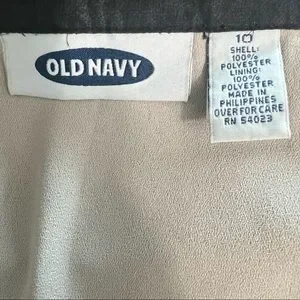 OLD NAVY
10
SHELL:
100%
POLYESTER
LINING:
100%
POLYESTER
MADE IN
PHILIPPINES
OVER FOR CARE
RN 54023